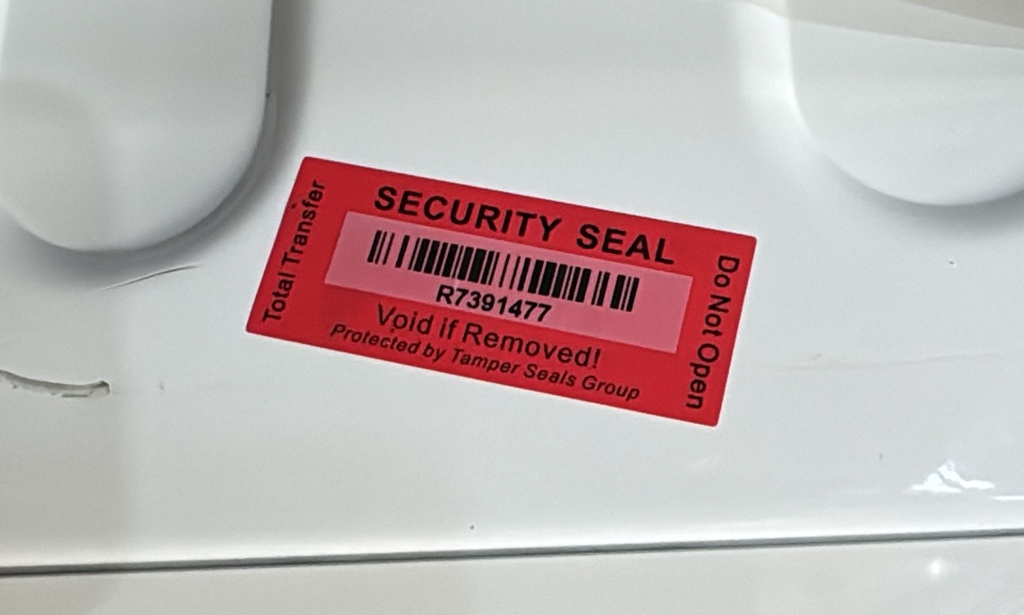 Total Transfer
SECURITY SEAL
R7391477
Void if Removed!
Protected by Tamper Seals Group
Do Not Open